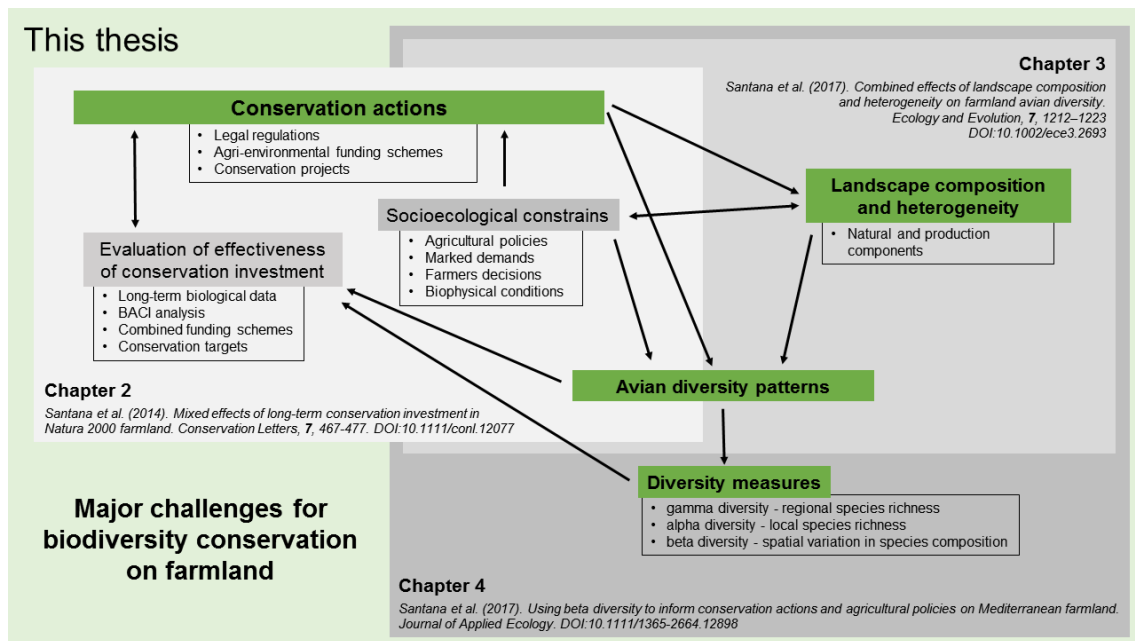 This thesis
Conservation actions
• Legal regulations
• Agri-environmental funding schemes
• Conservation projects
Chapter 3
Santana et al. (2017). Combined effects of landscape composition
and heterogeneity on farmland avian diversity.
Ecology and Evolution, 7, 1212–1223
DOI:10.1002/ece3.2693
Landscape composition
and heterogeneity
• Natural and production
components
Socioecological constrains
• Agricultural policies
• Marked demands
• Farmers decisions
• Biophysical conditions
Evaluation of effectiveness
of conservation investment
• Long-term biological data
• BACI analysis
• Combined funding schemes
• Conservation targets
Avian diversity patterns
Chapter 2
Santana et al. (2014). Mixed effects of long-term conservation investment in
Natura 2000 farmland. Conservation Letters, 7, 467-477. DOI:10.1111/conl.12077
Diversity measures
• gamma diversity - regional species richness
• alpha diversity - local species richness
• beta diversity - spatial variation in species composition
Major challenges for
biodiversity conservation
on farmland
Chapter 4
Santana et al. (2017). Using beta diversity to inform conservation actions and agricultural policies on Mediterranean farmland.
Journal of Applied Ecology. DOI:10.1111/1365-2664.12898